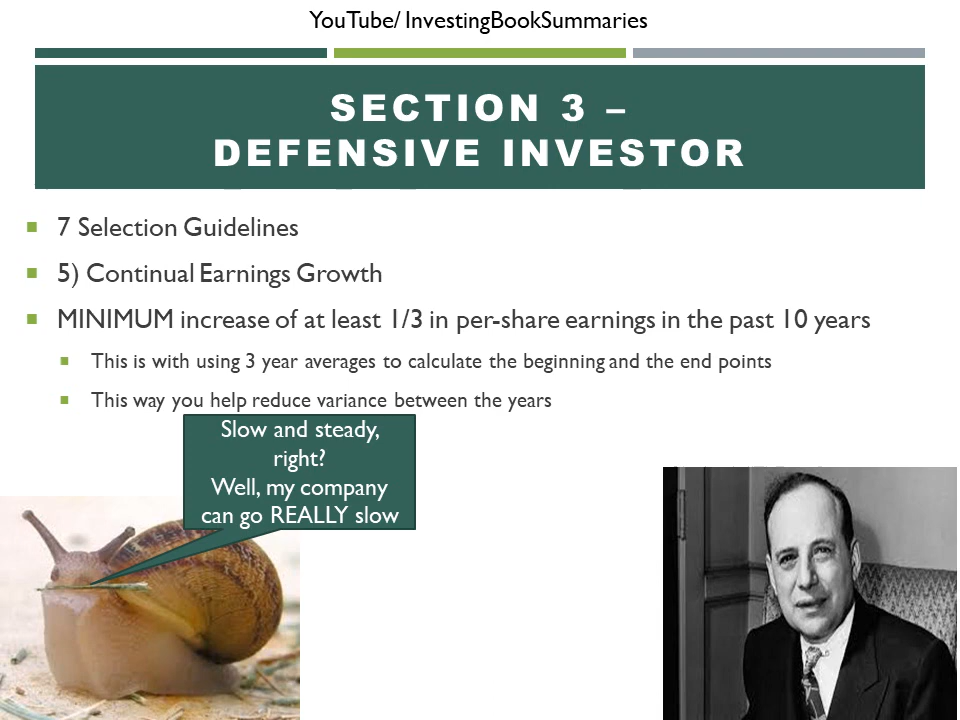 YouTube/ InvestingBookSummaries
SECTION 3 –
DEFENSIVE INVESTOR
7 Selection Guidelines
5) Continual Earnings Growth
MINIMUM increase of at least 1/3 in per-share earnings in the past 10 years
This is with using 3 year averages to calculate the beginning and the end points
This way you help reduce variance between the years
Slow and steady,
right?
Well, my company
can go REALLY slow